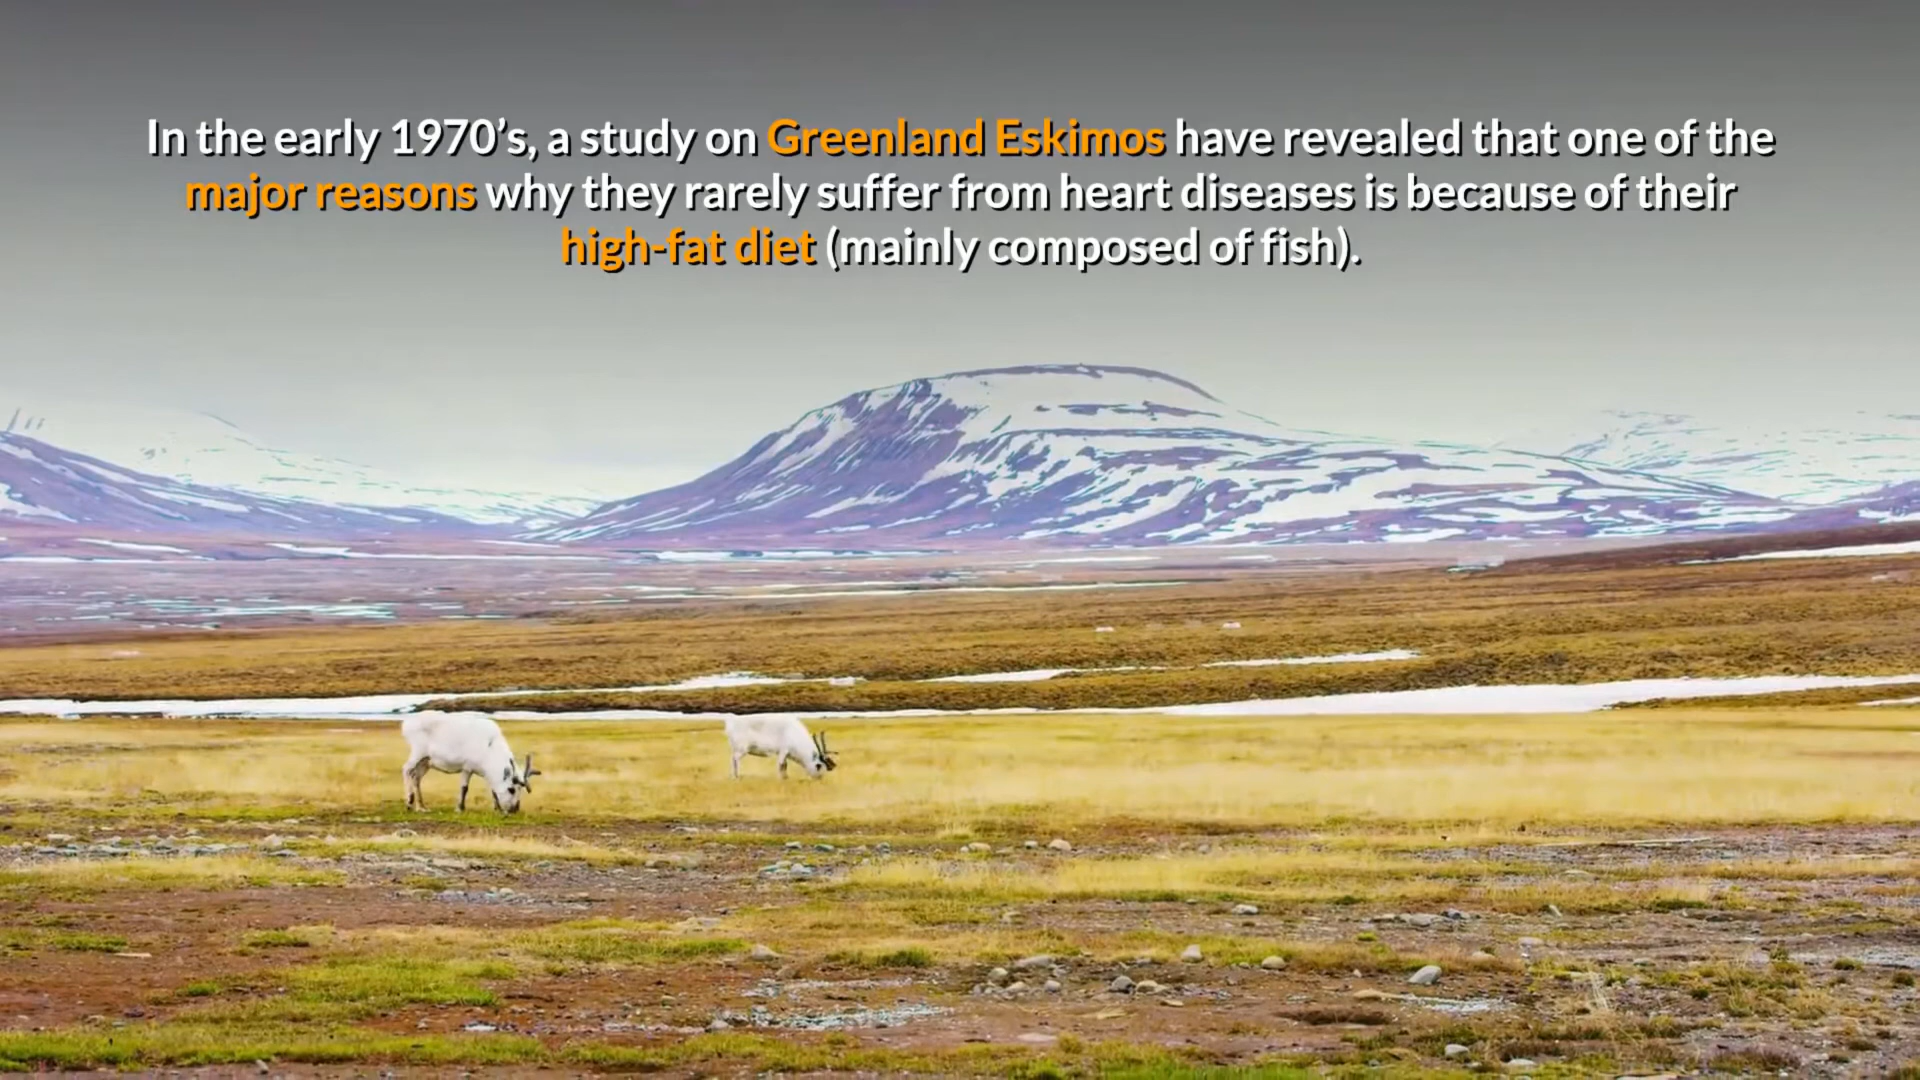 In the early 1970’s, a study on Greenland Eskimos have revealed that one of the
major reasons why they rarely suffer from heart diseases is because of their
high-fat diet (mainly composed of fish).